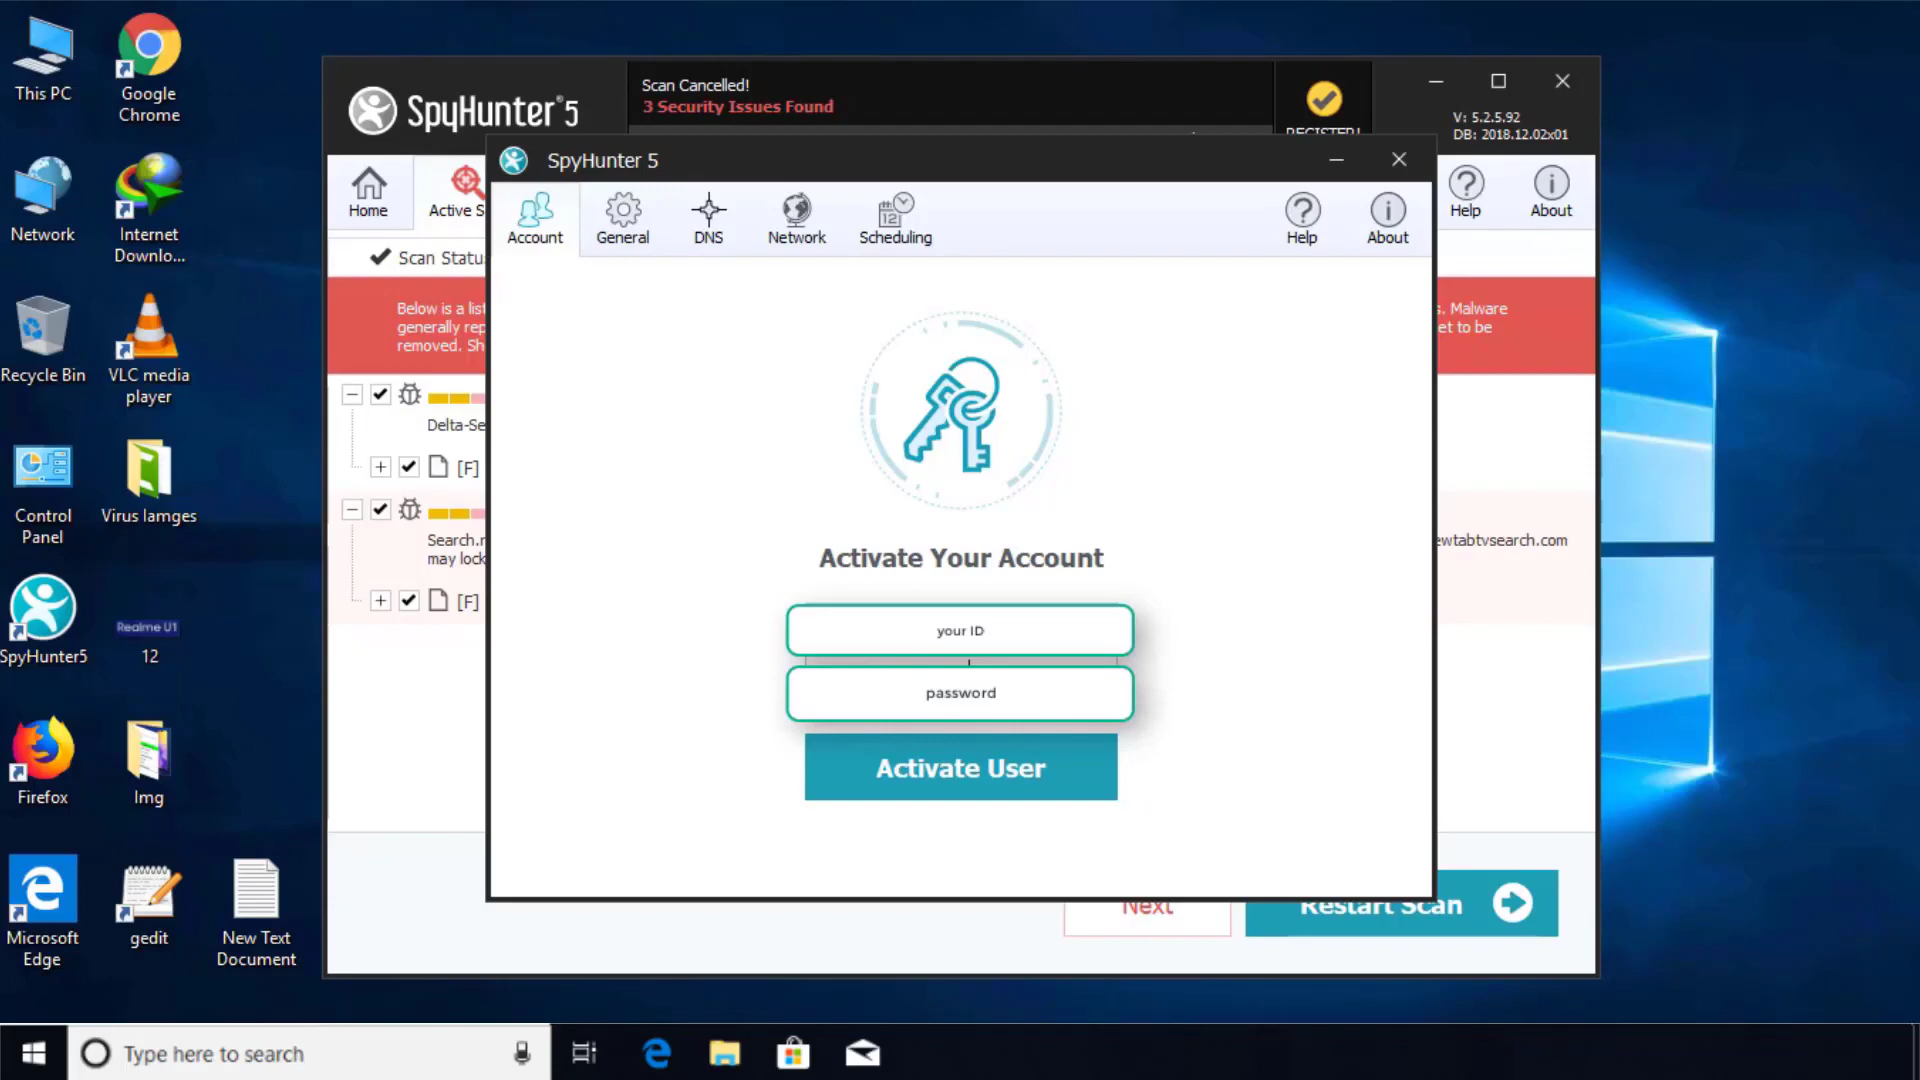 This PC
Google
Chrome
Network
Internet
Downlo...
Recycle Bin
VLC media
player
Control
Panel
Virus Iamges
SpyHunter5
Realme U1
12
Firefox
Img
Microsoft
Edge
gedit
New Text
Document
SpyHunter® 5
Scan Cancelled!
3 Security Issues Found
REGISTER!
V: 5.2.5.92
DB: 2018.12.02x01
Home
Active S
Help
About
Scan Statu
Below is a list
generally rep
removed. Sh
s. Malware
et to be
Delta-Se
[F]
Search.r
may lock
ewtabtvsearch.com
[F]
Next
Restart Scan
SpyHunter 5
Account
General
DNS
12
Network
Scheduling
Help
About
Activate Your Account
your ID
password
Activate User
Type here to search